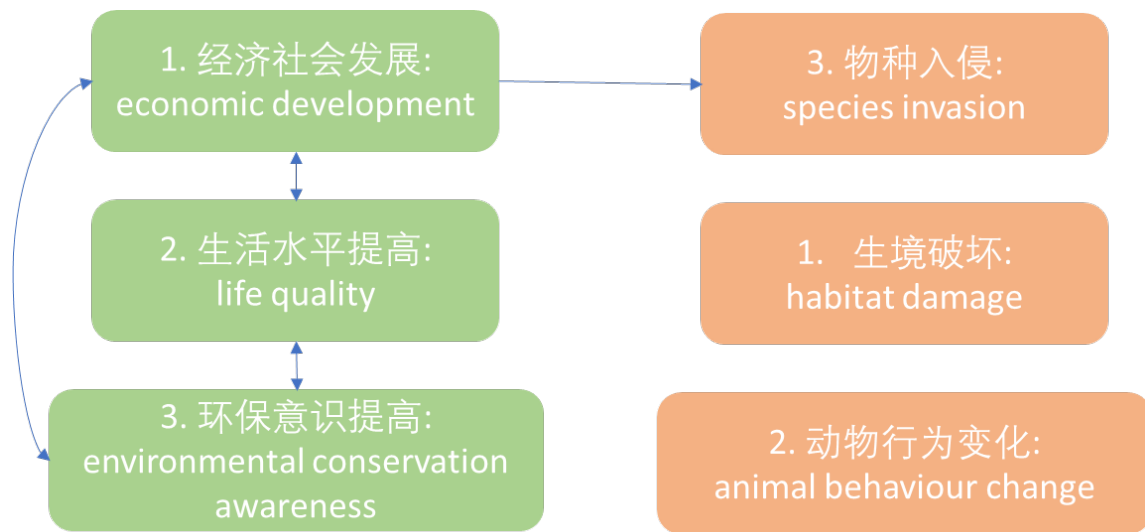 1. 经济社会发展:
economic development
2. 生活水平提高:
life quality
3. 环保意识提高:
environmental conservation
awareness
3. 物种入侵:
species invasion
1. 生境破坏:
habitat damage
2. 动物行为变化:
animal behaviour change